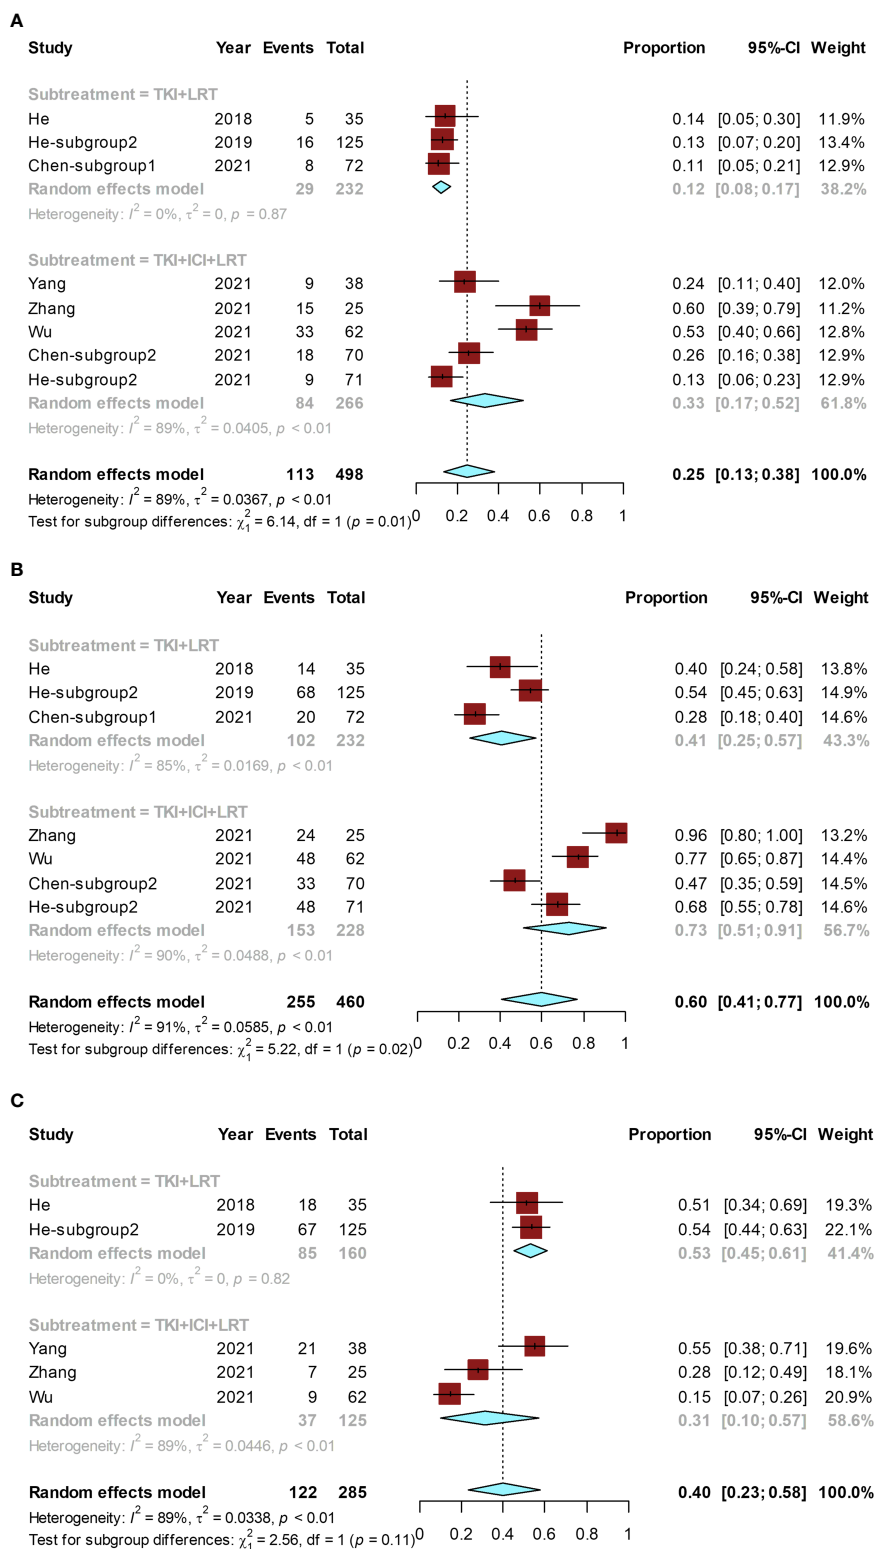 A
Study Year Events Total Proportion 95%-CI Weight
Subtreatment = TKI+LRT
He 2018 5 35 0.14 [0.05; 0.30] 11.9%
He-subgroup2 2019 16 125 0.13 [0.07; 0.20] 13.4%
Chen-subgroup1 2021 8 72 0.11 [0.05; 0.21] 12.9%
Random effects model 29 232 0.12 [0.08; 0.17] 38.2%
Heterogeneity: I² = 0%, τ² = 0, p = 0.87
Subtreatment = TKI+ICI+LRT
Yang 2021 9 38 0.24 [0.11; 0.40] 12.0%
Zhang 2021 15 25 0.60 [0.39; 0.79] 11.2%
Wu 2021 33 62 0.53 [0.40; 0.66] 12.8%
Chen-subgroup2 2021 18 70 0.26 [0.16; 0.38] 12.9%
He-subgroup2 2021 9 71 0.13 [0.06; 0.23] 12.9%
Random effects model 84 266 0.33 [0.17; 0.52] 61.8%
Heterogeneity: I² = 89%, τ² = 0.0405, p < 0.01
Random effects model 113 498 0.25 [0.13; 0.38] 100.0%
Heterogeneity: I² = 89%, τ² = 0.0367, p < 0.01
Test for subgroup differences: χ²₁ = 6.14, df = 1 (p = 0.01)
0 0.2 0.4 0.6 0.8 1
B
Study Year Events Total Proportion 95%-CI Weight
Subtreatment = TKI+LRT
He 2018 14 35 0.40 [0.24; 0.58] 13.8%
He-subgroup2 2019 68 125 0.54 [0.45; 0.63] 14.9%
Chen-subgroup1 2021 20 72 0.28 [0.18; 0.40] 14.6%
Random effects model 102 232 0.41 [0.25; 0.57] 43.3%
Heterogeneity: I² = 85%, τ² = 0.0169, p < 0.01
Subtreatment = TKI+ICI+LRT
Zhang 2021 24 25 0.96 [0.80; 1.00] 13.2%
Wu 2021 48 62 0.77 [0.65; 0.87] 14.4%
Chen-subgroup2 2021 33 70 0.47 [0.35; 0.59] 14.5%
He-subgroup2 2021 48 71 0.68 [0.55; 0.78] 14.6%
Random effects model 153 228 0.73 [0.51; 0.91] 56.7%
Heterogeneity: I² = 90%, τ² = 0.0488, p < 0.01
Random effects model 255 460 0.60 [0.41; 0.77] 100.0%
Heterogeneity: I² = 91%, τ² = 0.0585, p < 0.01
Test for subgroup differences: χ²₁ = 5.22, df = 1 (p = 0.02)
0 0.2 0.4 0.6 0.8 1
C
Study Year Events Total Proportion 95%-CI Weight
Subtreatment = TKI+LRT
He 2018 18 35 0.51 [0.34; 0.69] 19.3%
He-subgroup2 2019 67 125 0.54 [0.44; 0.63] 22.1%
Random effects model 85 160 0.53 [0.45; 0.61] 41.4%
Heterogeneity: I² = 0%, τ² = 0, p = 0.82
Subtreatment = TKI+ICI+LRT
Yang 2021 21 38 0.55 [0.38; 0.71] 19.6%
Zhang 2021 7 25 0.28 [0.12; 0.49] 18.1%
Wu 2021 9 62 0.15 [0.07; 0.26] 20.9%
Random effects model 37 125 0.31 [0.10; 0.57] 58.6%
Heterogeneity: I² = 89%, τ² = 0.0446, p < 0.01
Random effects model 122 285 0.40 [0.23; 0.58] 100.0%
Heterogeneity: I² = 89%, τ² = 0.0338, p < 0.01
Test for subgroup differences: χ²₁ = 2.56, df = 1 (p = 0.11)
0 0.2 0.4 0.6 0.8 1